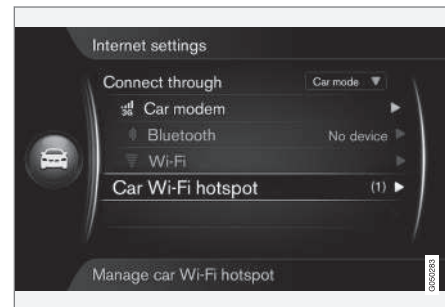 Internet settings
Connect through Car mode ▼
3G Car modem
Bluetooth No device
Wi-Fi
Car Wi-Fi hotspot (1)
Manage car Wi-Fi hotspot
G050283